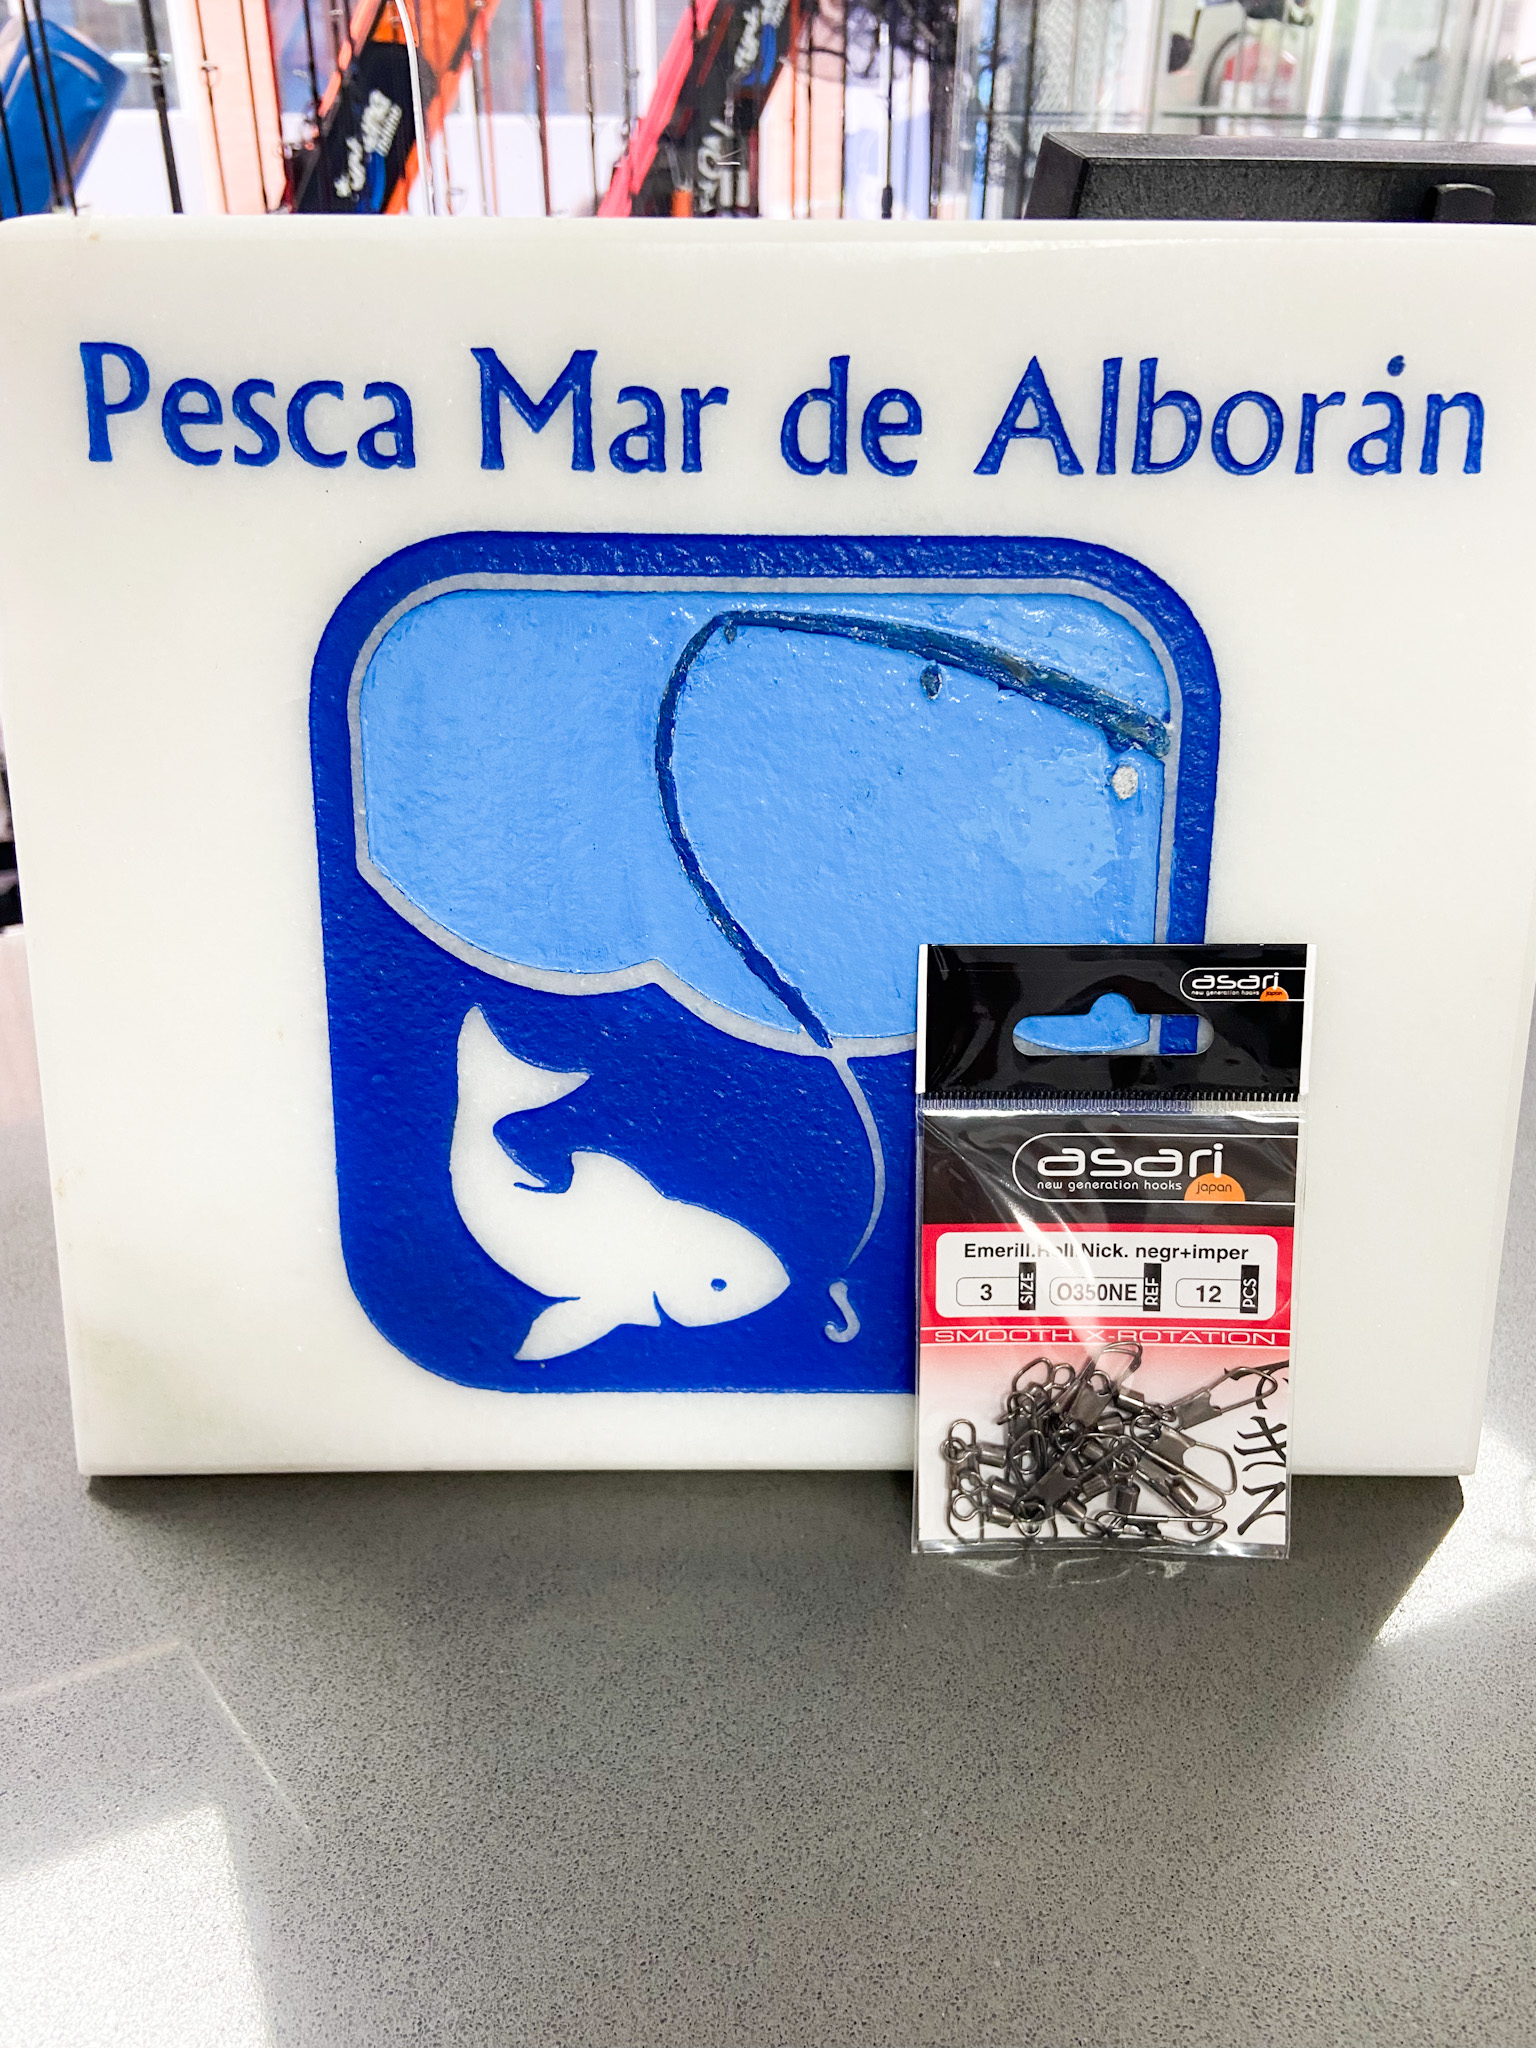 Pesca Mar de Alborán
asari
new generation hooks japan
asari
new generation hooks japan
Emerill.Roll.Nick. negr+imper
3 SIZE O350NE REF 12 PCS
SMOOTH X-ROTATION